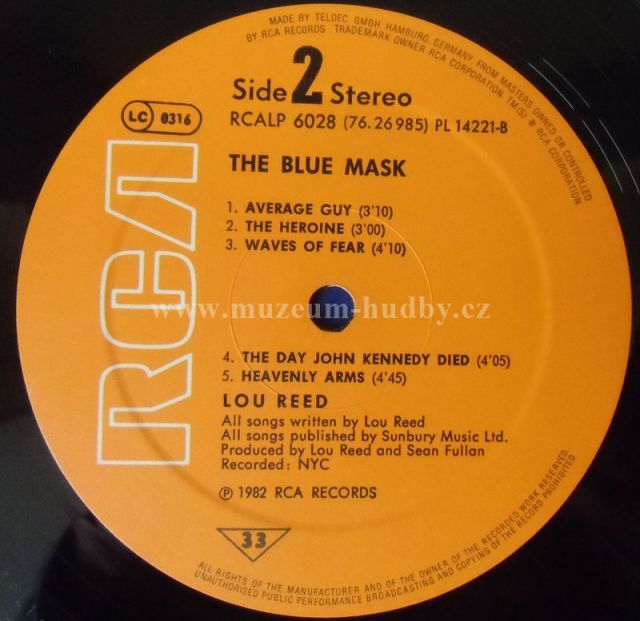 MADE BY TELDEC GMBH, HAMBURG, GERMANY, FROM MASTERS OWNED OR CONTROLLED
BY RCA RECORDS TRADEMARK OWNER RCA CORPORATION TM(S) ® RCA CORPORATION.
Side 2 Stereo
LC 0316
RCALP 6028 (76.26985) PL 14221-B
THE BLUE MASK
1. AVERAGE GUY (3'10)
2. THE HEROINE (3'00)
3. WAVES OF FEAR (4'10)
RCA
www.muzeum-hudby.cz
4. THE DAY JOHN KENNEDY DIED (4'05)
5. HEAVENLY ARMS (4'45)
LOU REED
All songs written by Lou Reed
All songs published by Sunbury Music Ltd.
Produced by Lou Reed and Sean Fullan
Recorded: NYC
℗ 1982 RCA RECORDS
33
ALL RIGHTS OF THE MANUFACTURER AND OF THE OWNER OF THE RECORDED WORK RESERVED.
UNAUTHORISED PUBLIC PERFORMANCE BROADCASTING AND COPYING OF THE RECORD PROHIBITED